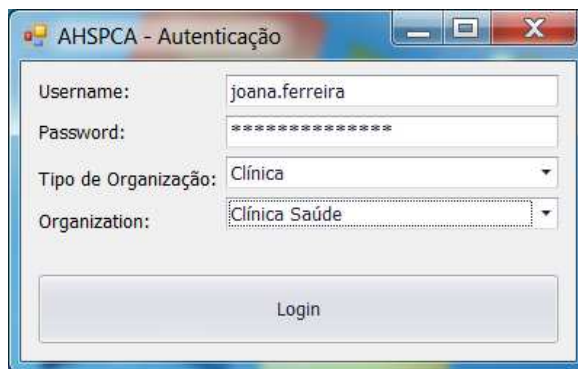 AHSPCA - Autenticação
Username: joana.ferreira
Password: **************
Tipo de Organização: Clínica
Organization: Clínica Saúde
Login